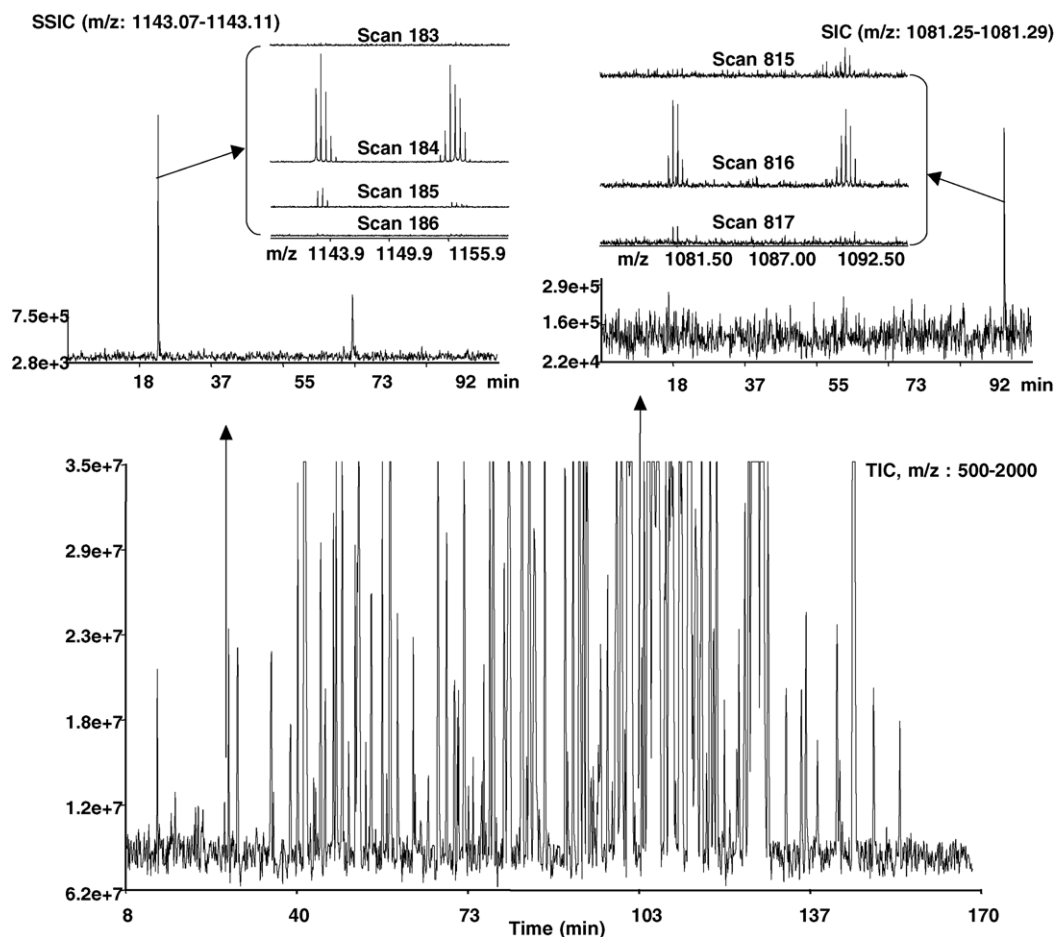 SSIC (m/z: 1143.07-1143.11)
Scan 183
Scan 184
Scan 185
Scan 186
m/z 1143.9 1149.9 1155.9
7.5e+5
2.8e+3
18 37 55 73 92 min
SIC (m/z: 1081.25-1081.29)
Scan 815
Scan 816
Scan 817
m/z 1081.50 1087.00 1092.50
2.9e+5
1.6e+5
2.2e+4
18 37 55 73 92 min
TIC, m/z : 500-2000
3.5e+7
2.9e+7
2.3e+7
1.8e+7
1.2e+7
6.2e+7
8 40 73 103 137 170
Time (min)